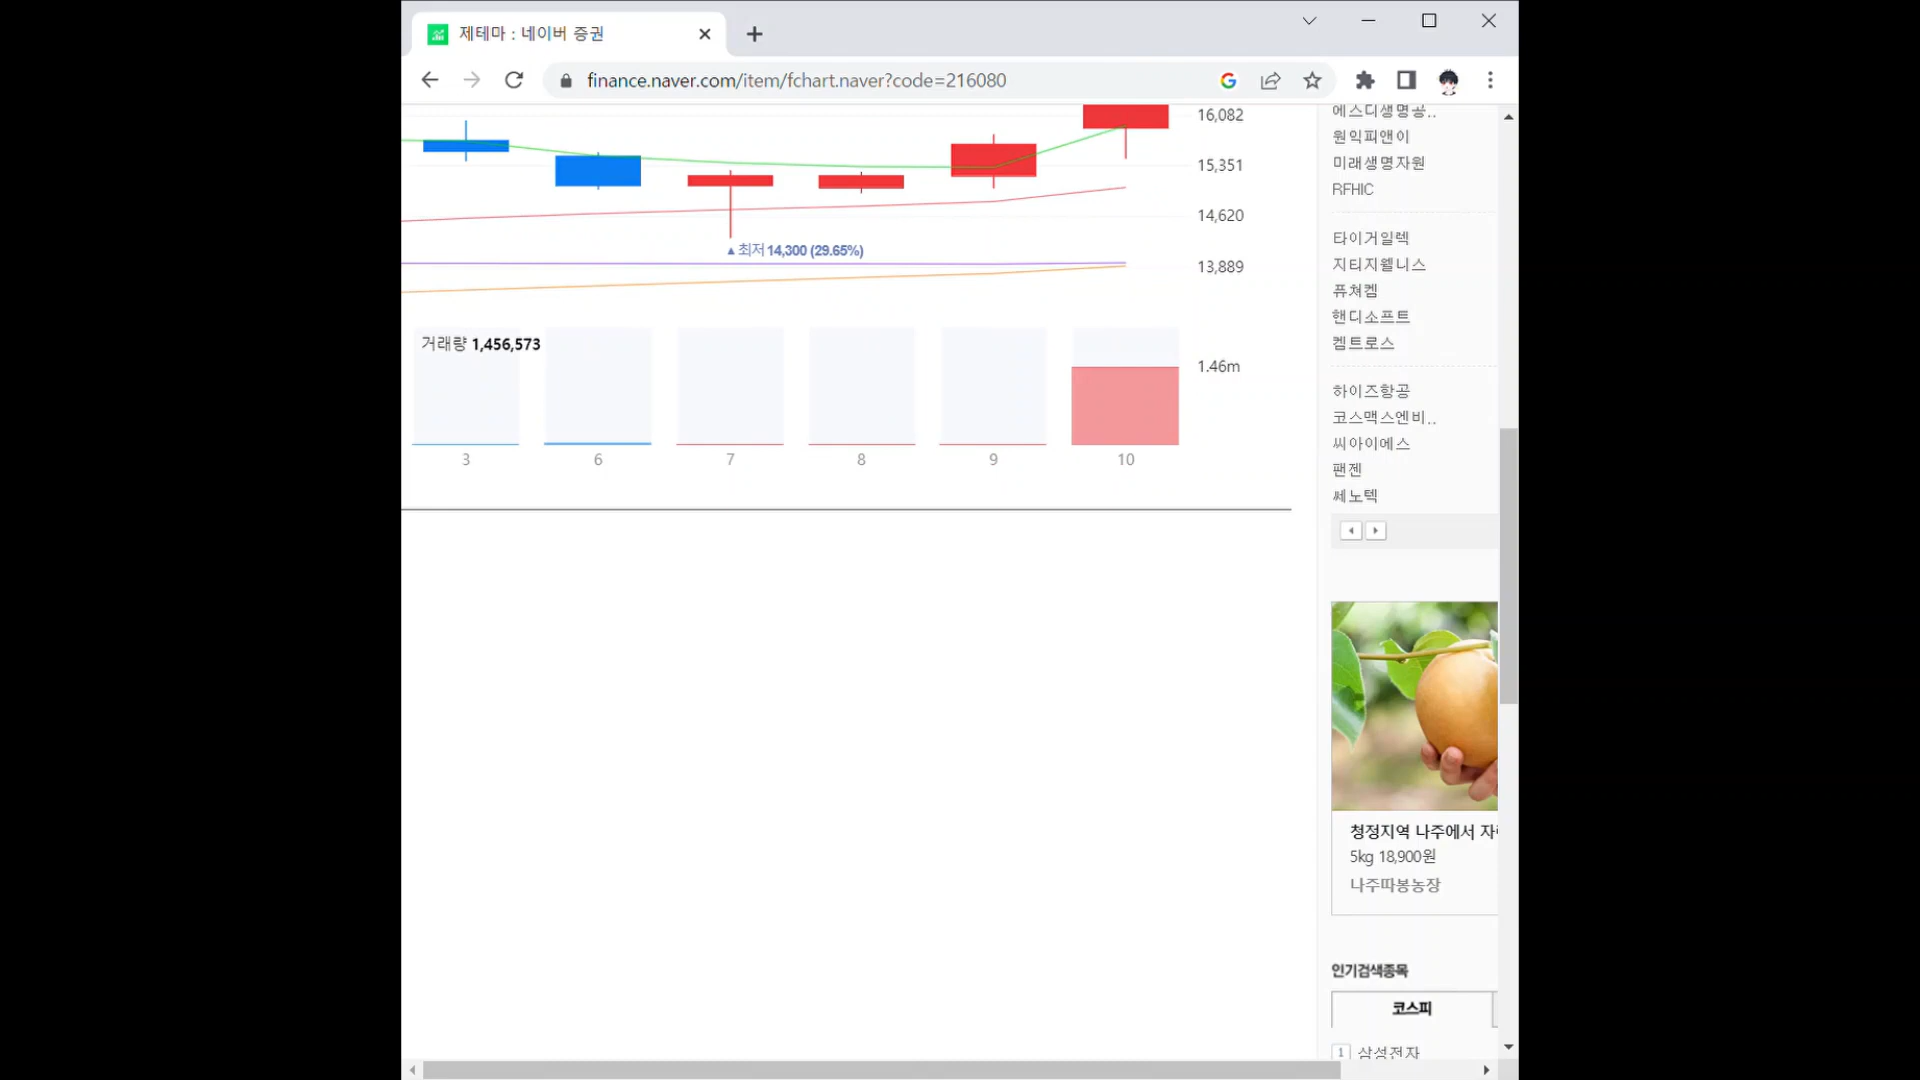 제테마 : 네이버 증권
finance.naver.com/item/fchart.naver?code=216080
16,082
15,351
14,620
13,889
▲최저 14,300 (29.65%)
거래량 1,456,573
1.46m
3 6 7 8 9 10
에스디생명공..
원익피앤이
미래생명자원
RFHIC
타이거일렉
지티지웰니스
퓨쳐켐
핸디소프트
켐트로스
하이즈항공
코스맥스엔비..
씨아이에스
팬젠
쎄노텍
청정지역 나주에서 자
5kg 18,900원
나주따봉농장
인기검색종목
코스피
1 삼성전자